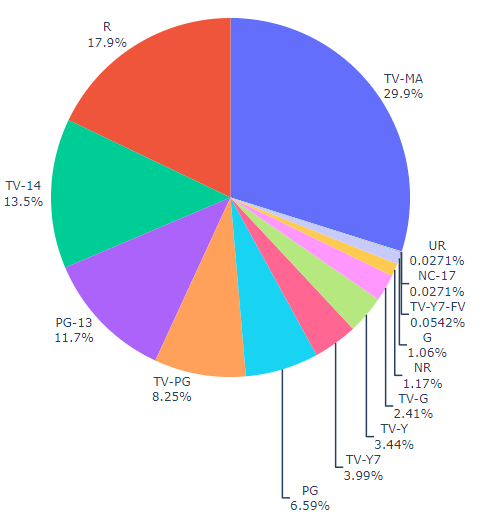 R
17.9%
TV-MA
29.9%
TV-14
13.5%
UR
0.0271%
NC-17
0.0271%
TV-Y7-FV
0.0542%
G
1.06%
PG-13
11.7%
NR
1.17%
TV-PG
8.25%
TV-G
2.41%
TV-Y
3.44%
TV-Y7
3.99%
PG
6.59%